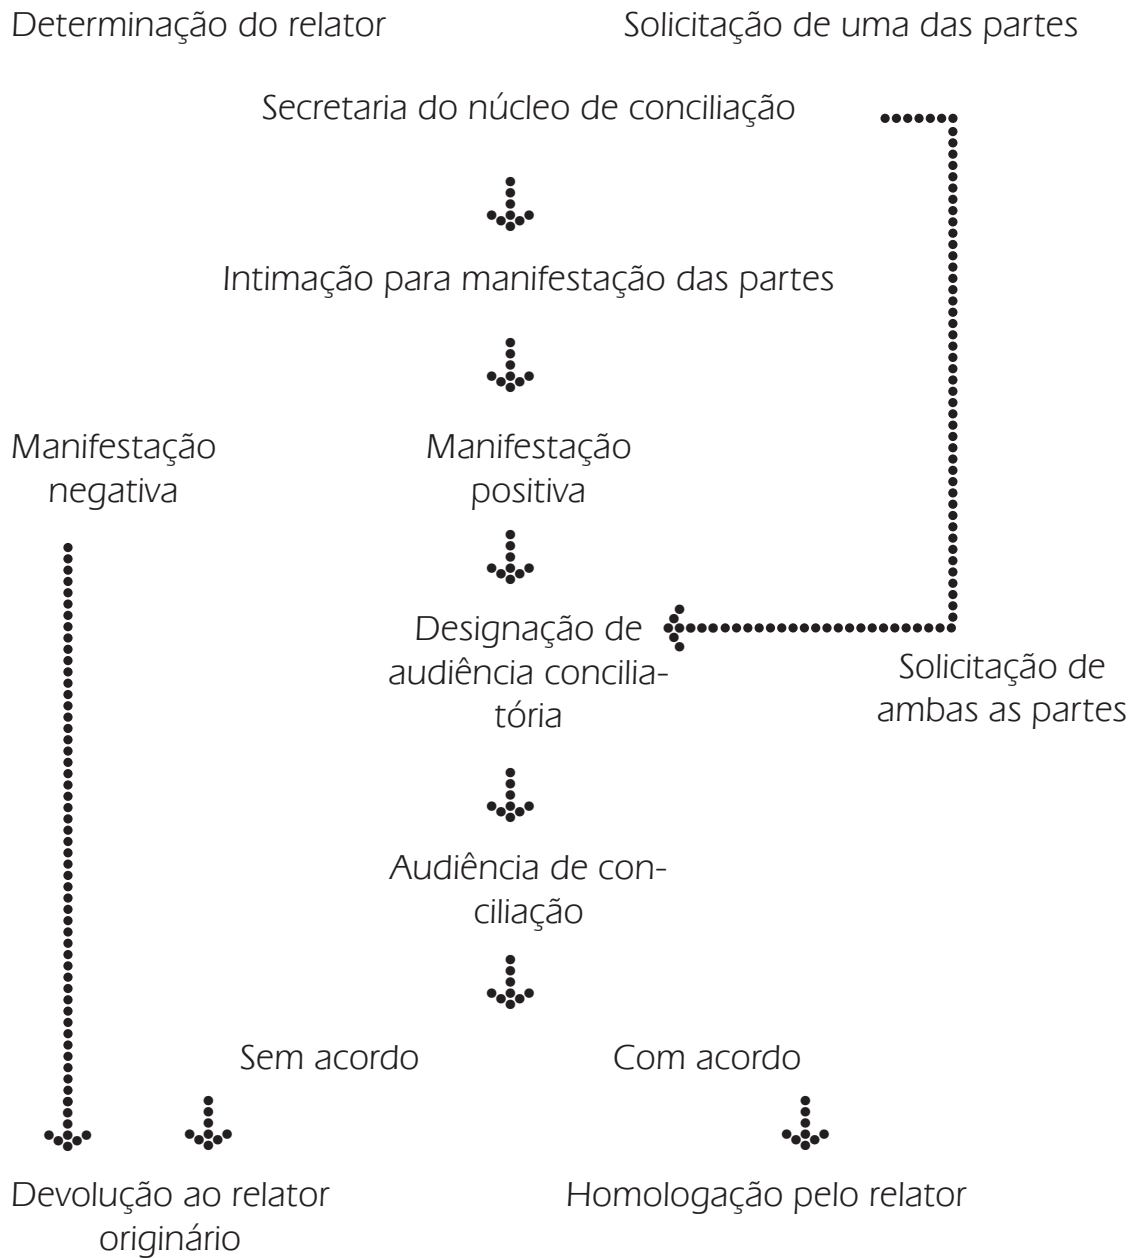 Determinação do relator
Solicitação de uma das partes
Secretaria do núcleo de conciliação
Intimação para manifestação das partes
Manifestação
negativa
Manifestação
positiva
Designação de
audiência concilia-
tória
Solicitação de
ambas as partes
Audiência de con-
ciliação
Sem acordo
Com acordo
Devolução ao relator
originário
Homologação pelo relator